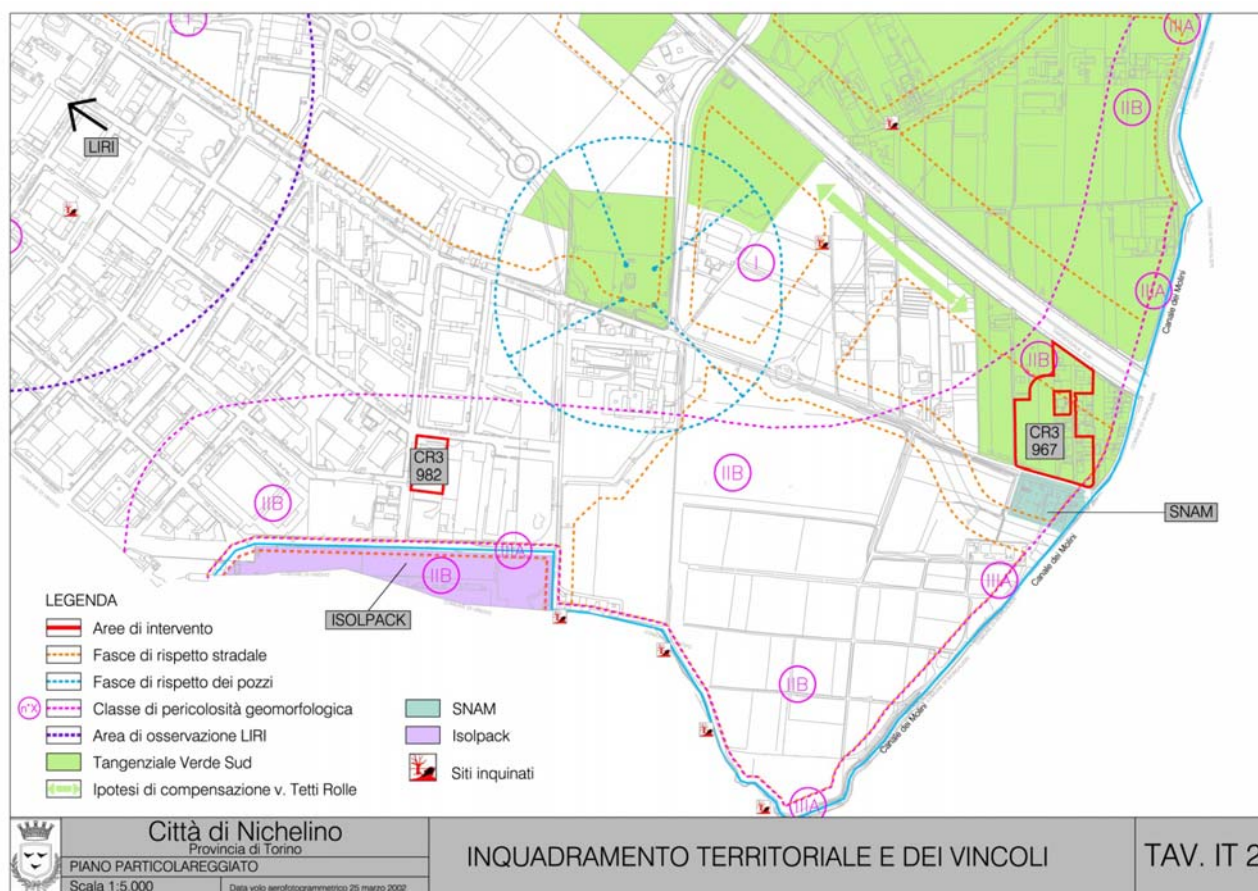 I
IIIA
LIRI
IIB
I
IIIA
Canale dei Molini
IIB
CR3
967
CR3
982
IIB
IIB
SNAM
IIIA
IIB
IIIA
Canale dei Molini
ISOLPACK
IIB
Canale dei Molini
IIIA
LEGENDA
Aree di intervento
Fasce di rispetto stradale
Fasce di rispetto dei pozzi
n°X Classe di pericolosità geomorfologica
Area di osservazione LIRI
Tangenziale Verde Sud
Ipotesi di compensazione v. Tetti Rolle
SNAM
Isolpack
Siti inquinati
Città di Nichelino
Provincia di Torino
PIANO PARTICOLAREGGIATO
Scala 1:5.000
Data volo aerofotogrammetrico 25 marzo 2002
INQUADRAMENTO TERRITORIALE E DEI VINCOLI
TAV. IT 2